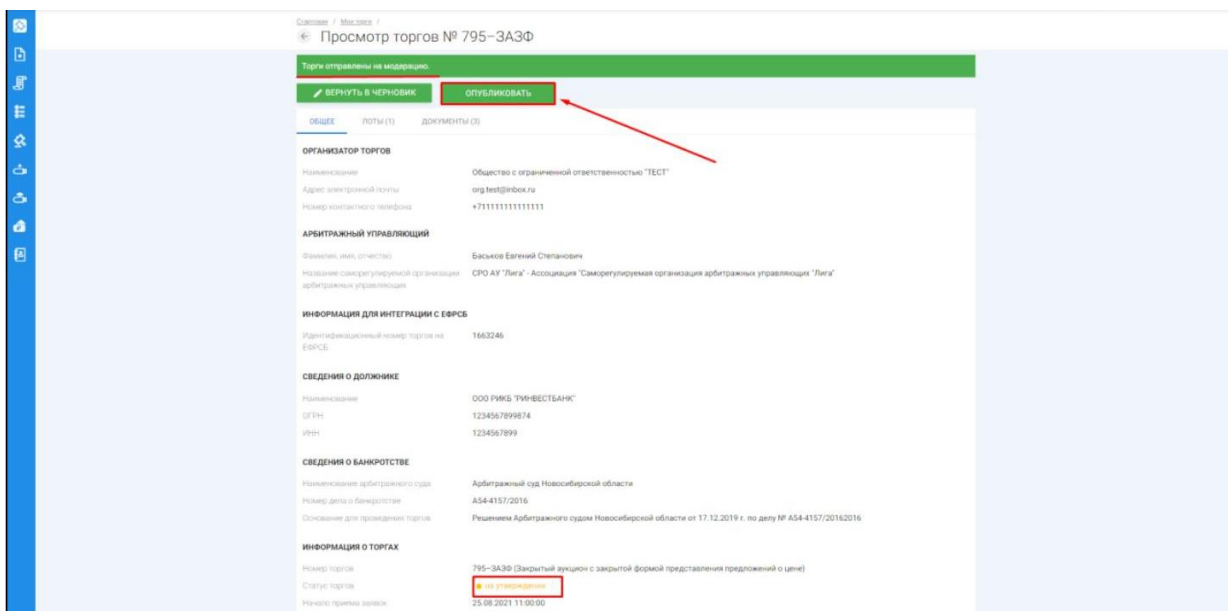 Стартовая / Мои торги /
Просмотр торгов № 795–ЗАЗФ
Торги отправлены на модерацию.
ВЕРНУТЬ В ЧЕРНОВИК ОПУБЛИКОВАТЬ
ОБЩЕЕ ЛОТЫ (1) ДОКУМЕНТЫ (3)
ОРГАНИЗАТОР ТОРГОВ
Наименование Общество с ограниченной ответственностью "ТЕСТ"
Адрес электронной почты org.test@inbox.ru
Номер контактного телефона +711111111111111
АРБИТРАЖНЫЙ УПРАВЛЯЮЩИЙ
Фамилия, имя, отчество Баськов Евгений Степанович
Название саморегулируемой организации СРО АУ "Лига" - Ассоциация "Саморегулируемая организация арбитражных управляющих "Лига"
арбитражных управляющих
ИНФОРМАЦИЯ ДЛЯ ИНТЕГРАЦИИ С ЕФРСБ
Идентификационный номер торгов на 1663246
ЕФРСБ
СВЕДЕНИЯ О ДОЛЖНИКЕ
Наименование ООО РИКБ "РИНВЕСТБАНК"
ОГРН 1234567899874
ИНН 1234567899
СВЕДЕНИЯ О БАНКРОТСТВЕ
Наименование арбитражного суда Арбитражный суд Новосибирской области
Номер дела о банкротстве А54-4157/2016
Основание для проведения торгов Решением Арбитражного судом Новосибирской области от 17.12.2019 г. по делу № А54-4157/20162016
ИНФОРМАЦИЯ О ТОРГАХ
Номер торгов 795–ЗАЗФ (Закрытый аукцион с закрытой формой представления предложений о цене)
Статус торгов на утверждении
Начало приема заявок 25.08.2021 11:00:00